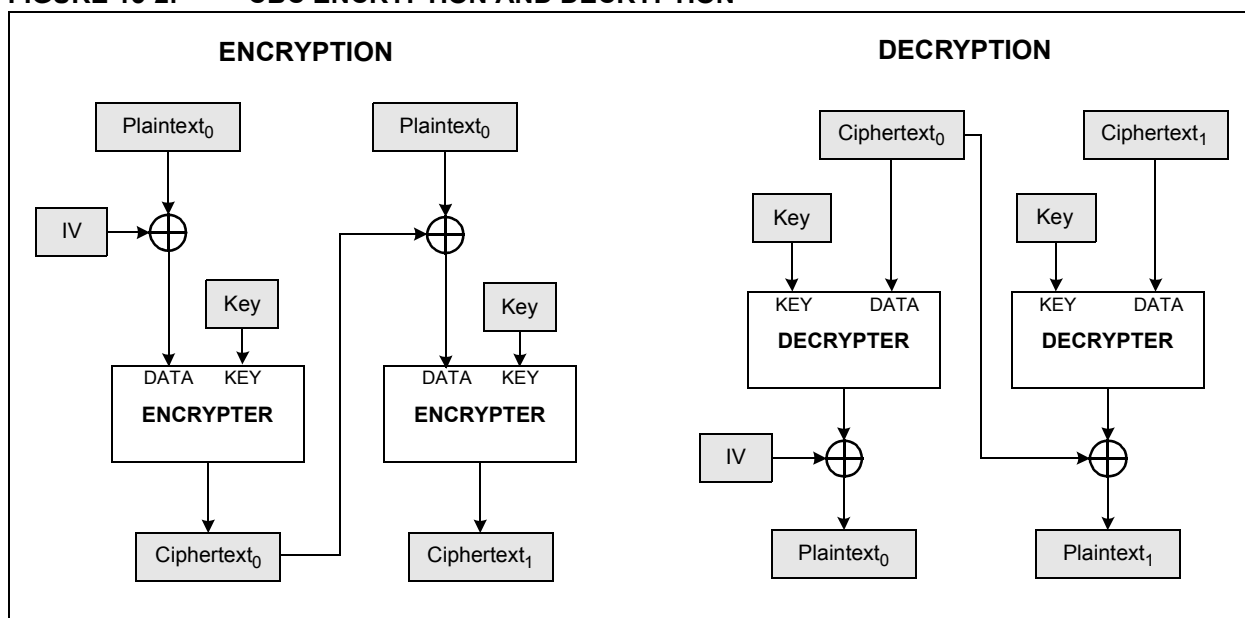 ENCRYPTION
DECRYPTION
Plaintext0
Plaintext0
Ciphertext0
Ciphertext1
IV
Key
Key
Key
Key
DATA KEY
ENCRYPTER
DATA KEY
ENCRYPTER
KEY DATA
DECRYPTER
KEY DATA
DECRYPTER
IV
Ciphertext0
Ciphertext1
Plaintext0
Plaintext1